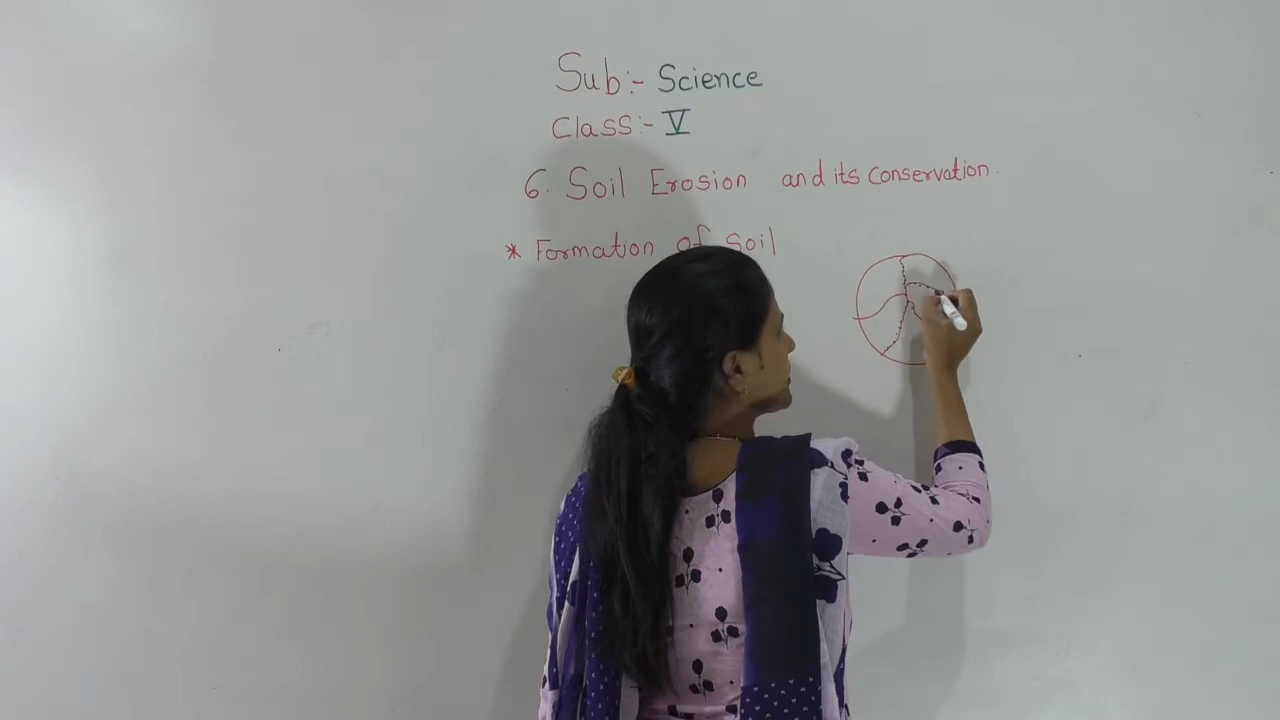 Sub:- Science
Class:- V
6. Soil Erosion and its conservation.
* Formation of soil